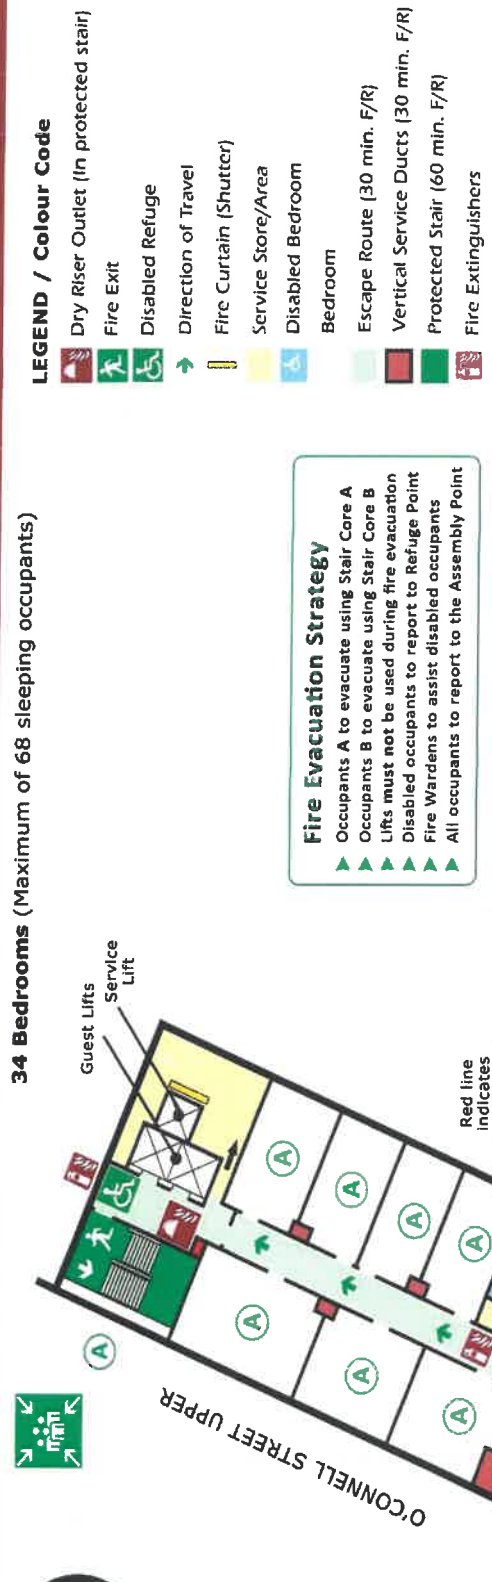 34 Bedrooms (Maximum of 68 sleeping occupants)
LEGEND / Colour Code
Dry Riser Outlet (In protected stair)
Fire Exit
Disabled Refuge
Direction of Travel
Fire Curtain (Shutter)
Service Store/Area
Disabled Bedroom
Bedroom
Escape Route (30 min. F/R)
Vertical Service Ducts (30 min. F/R)
Protected Stair (60 min. F/R)
Fire Extinguishers
Fire Evacuation Strategy
Occupants A to evacuate using Stair Core A
Occupants B to evacuate using Stair Core B
Lifts must not be used during fire evacuation
Disabled occupants to report to Refuge Point
Fire Wardens to assist disabled occupants
All occupants to report to the Assembly Point
Guest Lifts
Service
Lift
A
A
A
A
A
A
A
A
O'CONNELL STREET UPPER
Red line
indicates